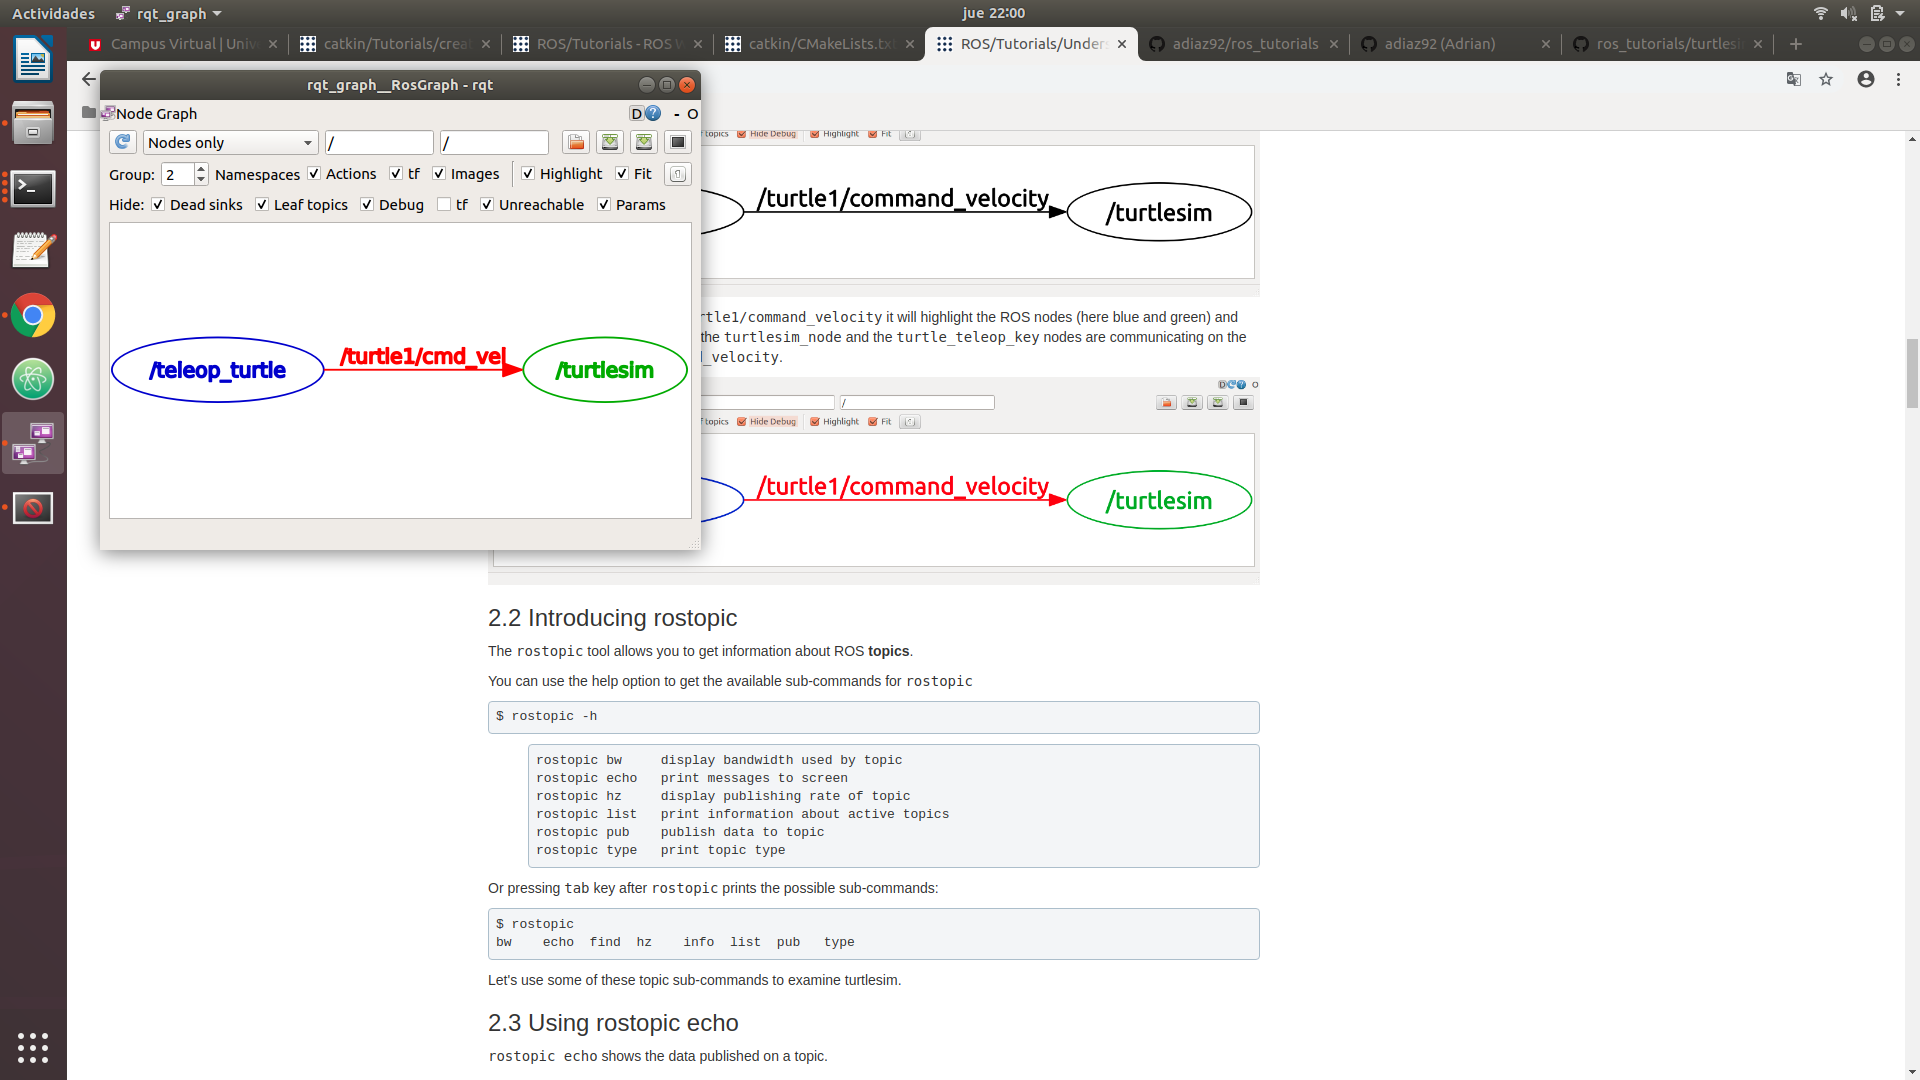 Actividades
rqt_graph
jue 22:00
Campus Virtual | Univ
catkin/Tutorials/crea
ROS/Tutorials - ROS W
catkin/CMakeLists.txt
ROS/Tutorials/Unders
adiaz92/ros_tutorials
adiaz92 (Adrian)
ros_tutorials/turtlesi
rqt_graph__RosGraph - rqt
Node Graph
D ? - O
Nodes only / /
Group: 2 Namespaces Actions tf Images Highlight Fit
Hide: Dead sinks Leaf topics Debug tf Unreachable Params
/teleop_turtle /turtle1/cmd_vel /turtlesim
f topics Hide Debug Highlight Fit
/turtle1/command_velocity /turtlesim
rtle1/command_velocity it will highlight the ROS nodes (here blue and green) and
the turtlesim_node and the turtle_teleop_key nodes are communicating on the
d_velocity.
/
f topics Hide Debug Highlight Fit
/turtle1/command_velocity /turtlesim
2.2 Introducing rostopic
The rostopic tool allows you to get information about ROS topics.
You can use the help option to get the available sub-commands for rostopic
$ rostopic -h
rostopic bw     display bandwidth used by topic
rostopic echo   print messages to screen
rostopic hz     display publishing rate of topic
rostopic list   print information about active topics
rostopic pub    publish data to topic
rostopic type   print topic type
Or pressing tab key after rostopic prints the possible sub-commands:
$ rostopic
bw    echo  find  hz    info  list  pub   type
Let's use some of these topic sub-commands to examine turtlesim.
2.3 Using rostopic echo
rostopic echo shows the data published on a topic.